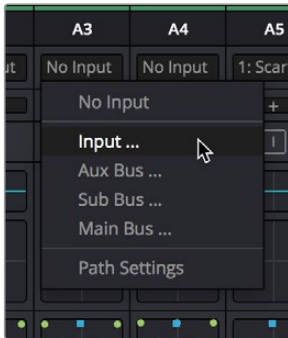 A3 A4 A5
ut No Input No Input 1: Scar
No Input
+
Input ...
I
Aux Bus ...
Sub Bus ...
Main Bus ...
Path Settings